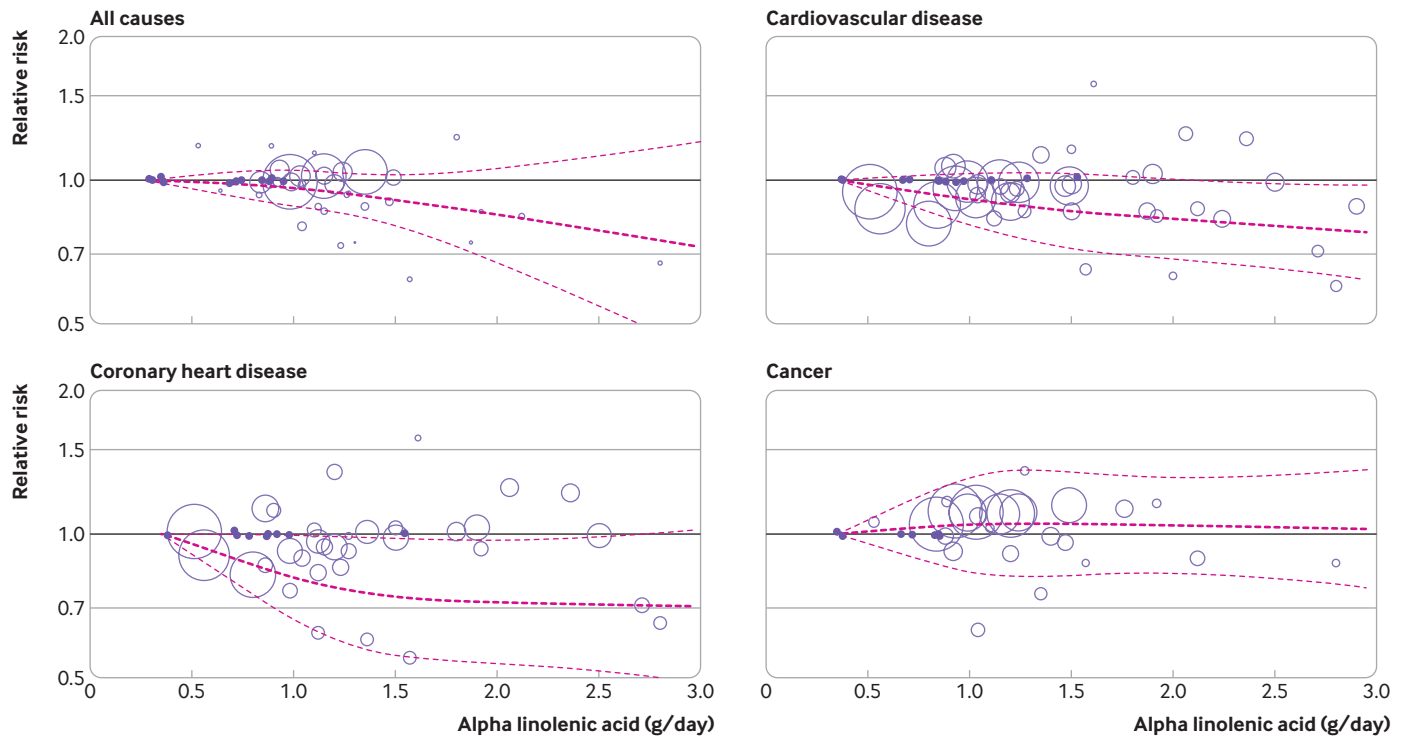 All causes
Relative risk
2.0
1.5
1.0
0.7
0.5
Cardiovascular disease
Coronary heart disease
Relative risk
2.0
1.5
1.0
0.7
0.5
0 0.5 1.0 1.5 2.0 2.5 3.0
Alpha linolenic acid (g/day)
Cancer
0 0.5 1.0 1.5 2.0 2.5 3.0
Alpha linolenic acid (g/day)